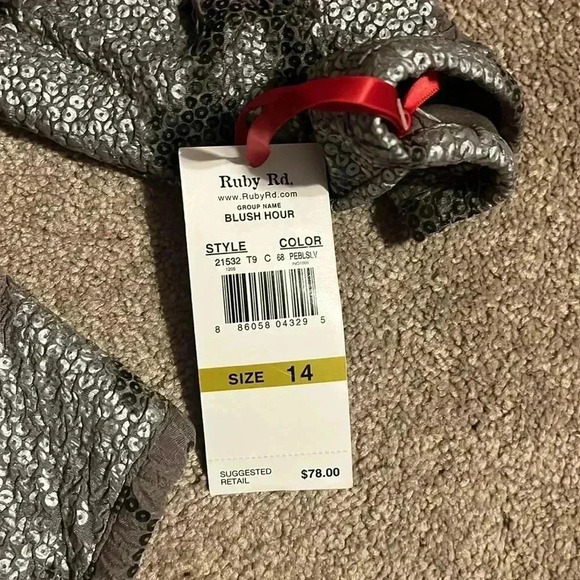 Ruby Rd.
www.RubyRd.com
GROUP NAME
BLUSH HOUR
STYLE COLOR
21532 T9 C 68 PEBLSLV
8 86058 04329 5
SIZE 14
SUGGESTED
RETAIL $78.00